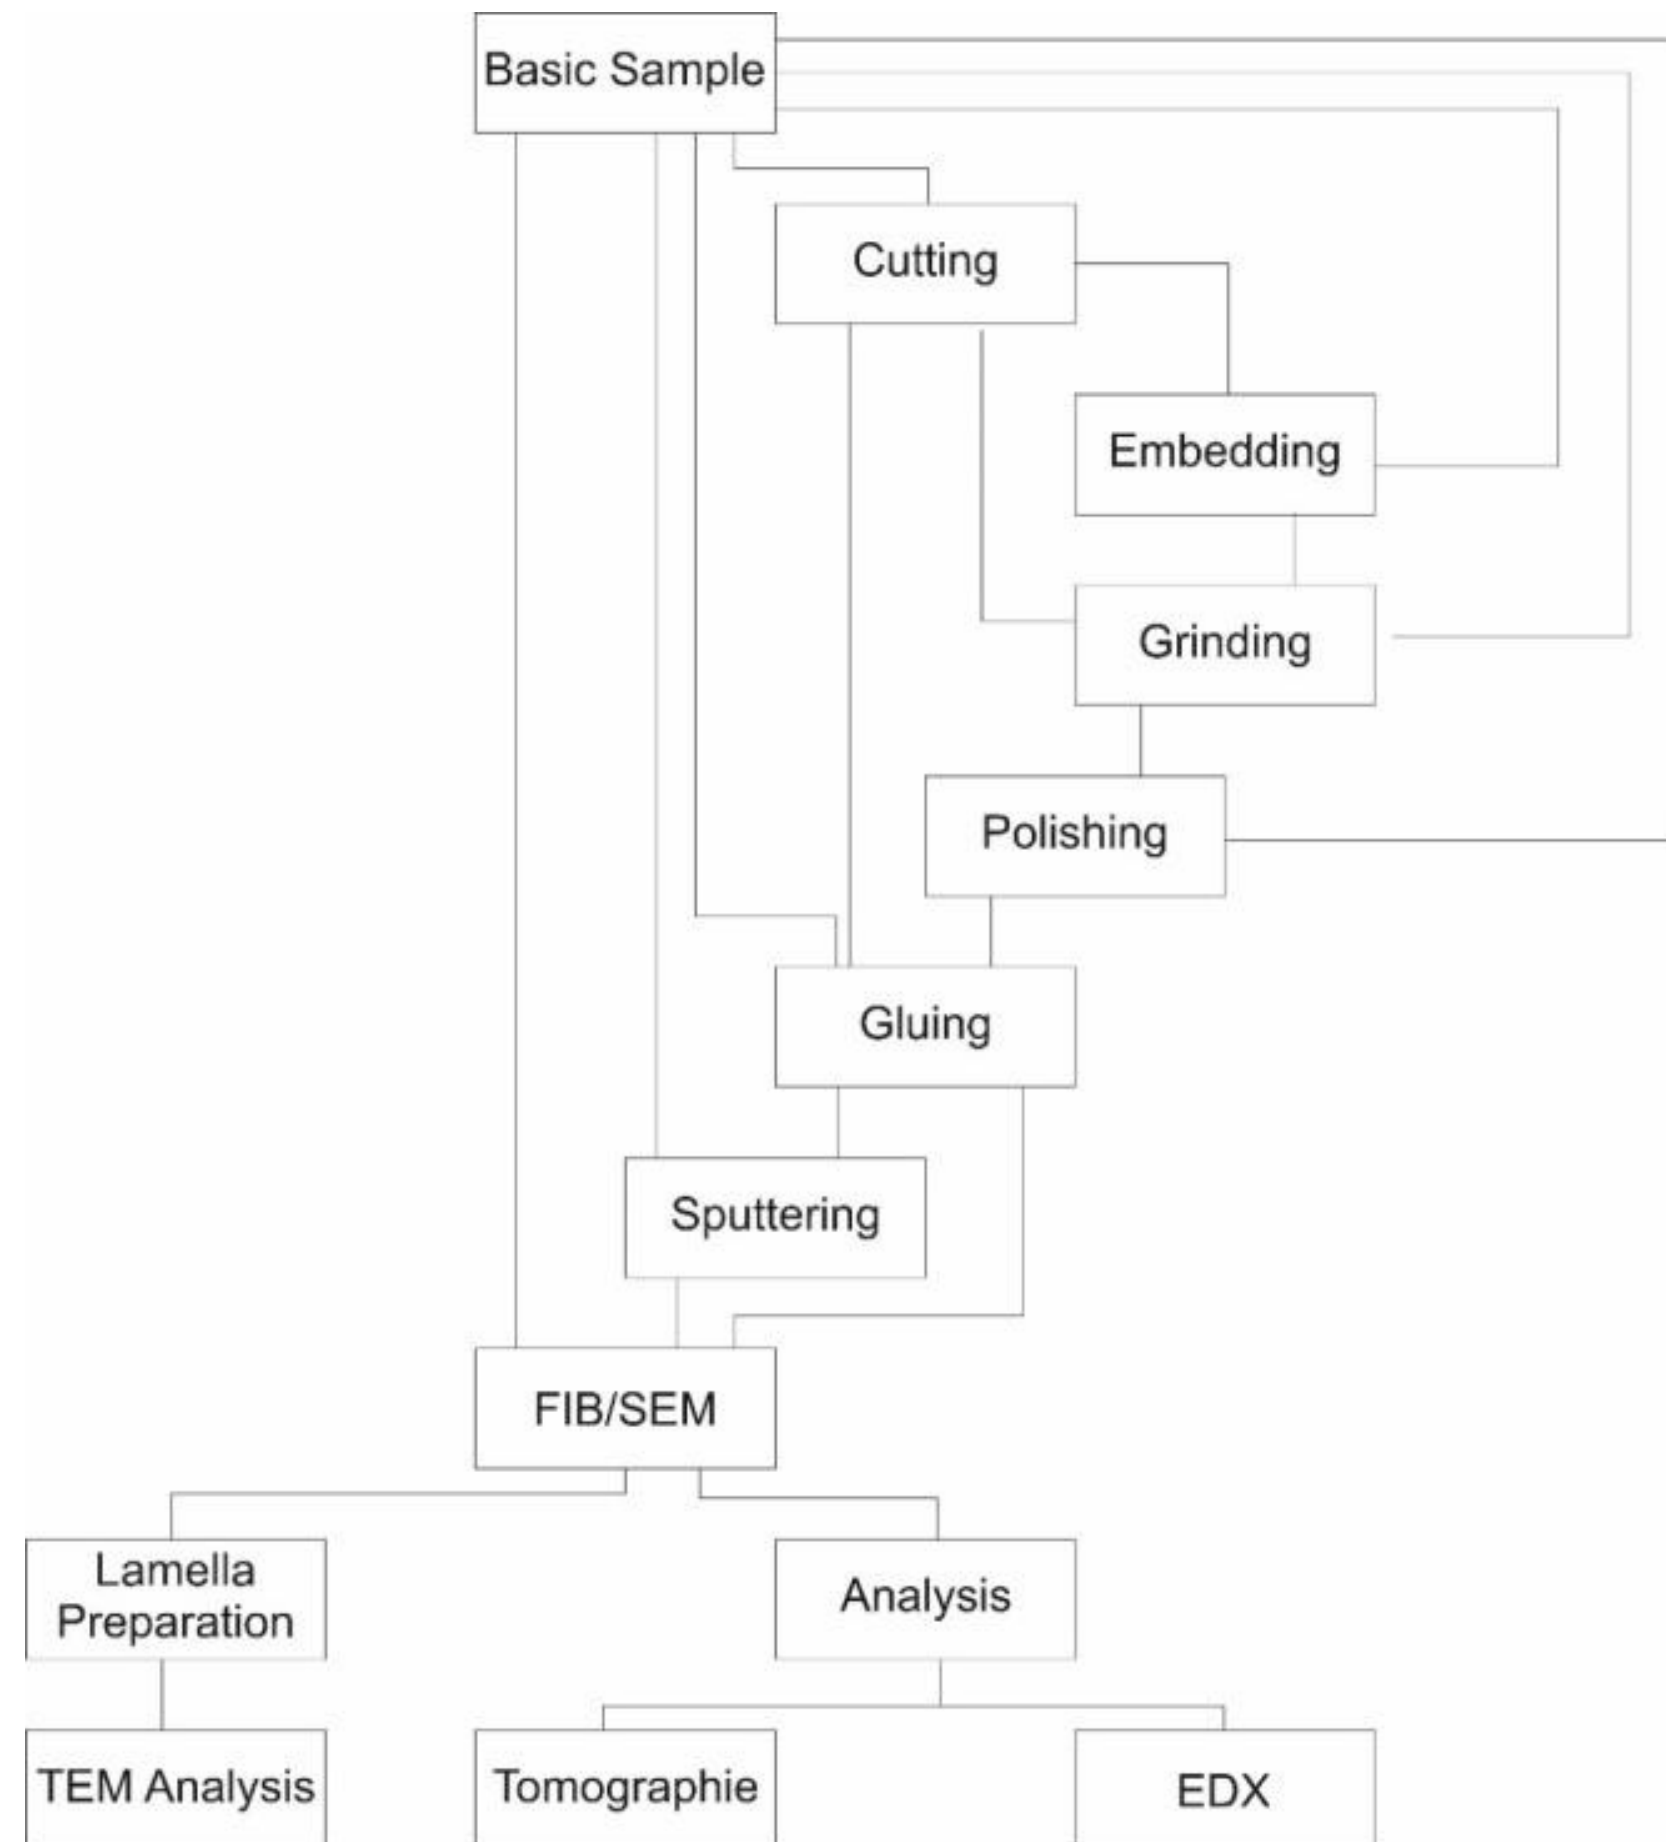 Basic Sample
Cutting
Embedding
Grinding
Polishing
Gluing
Sputtering
FIB/SEM
Lamella
Preparation
Analysis
TEM Analysis
Tomographie
EDX